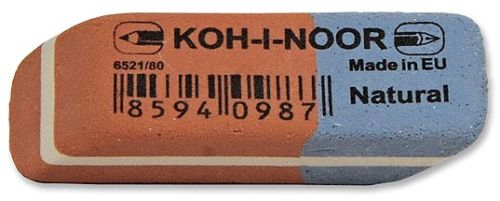 KOH-I-NOOR
6521/80
Made in EU
8594 0987
Natural